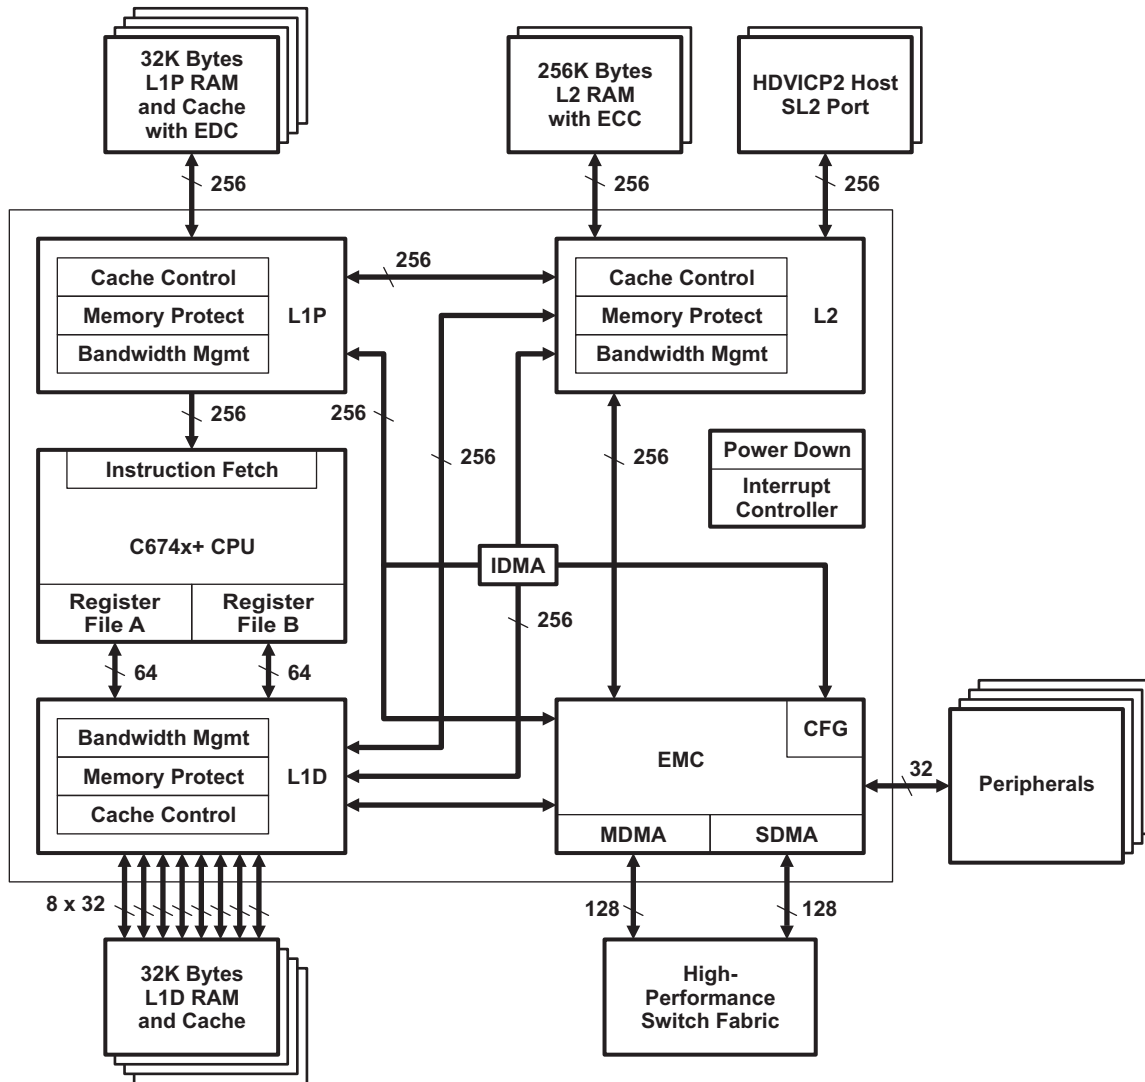 32K Bytes
L1P RAM
and Cache
with EDC
256K Bytes
L2 RAM
with ECC
HDVICP2 Host
SL2 Port
256
256
256
Cache Control
Memory Protect
Bandwidth Mgmt
L1P
256
Cache Control
Memory Protect
Bandwidth Mgmt
L2
256
256
256
256
Instruction Fetch
C674x+ CPU
Register
File A
Register
File B
Power Down
Interrupt
Controller
IDMA
256
64
64
Bandwidth Mgmt
Memory Protect
Cache Control
L1D
CFG
EMC
MDMA
SDMA
32
Peripherals
8 x 32
128
128
32K Bytes
L1D RAM
and Cache
High-
Performance
Switch Fabric